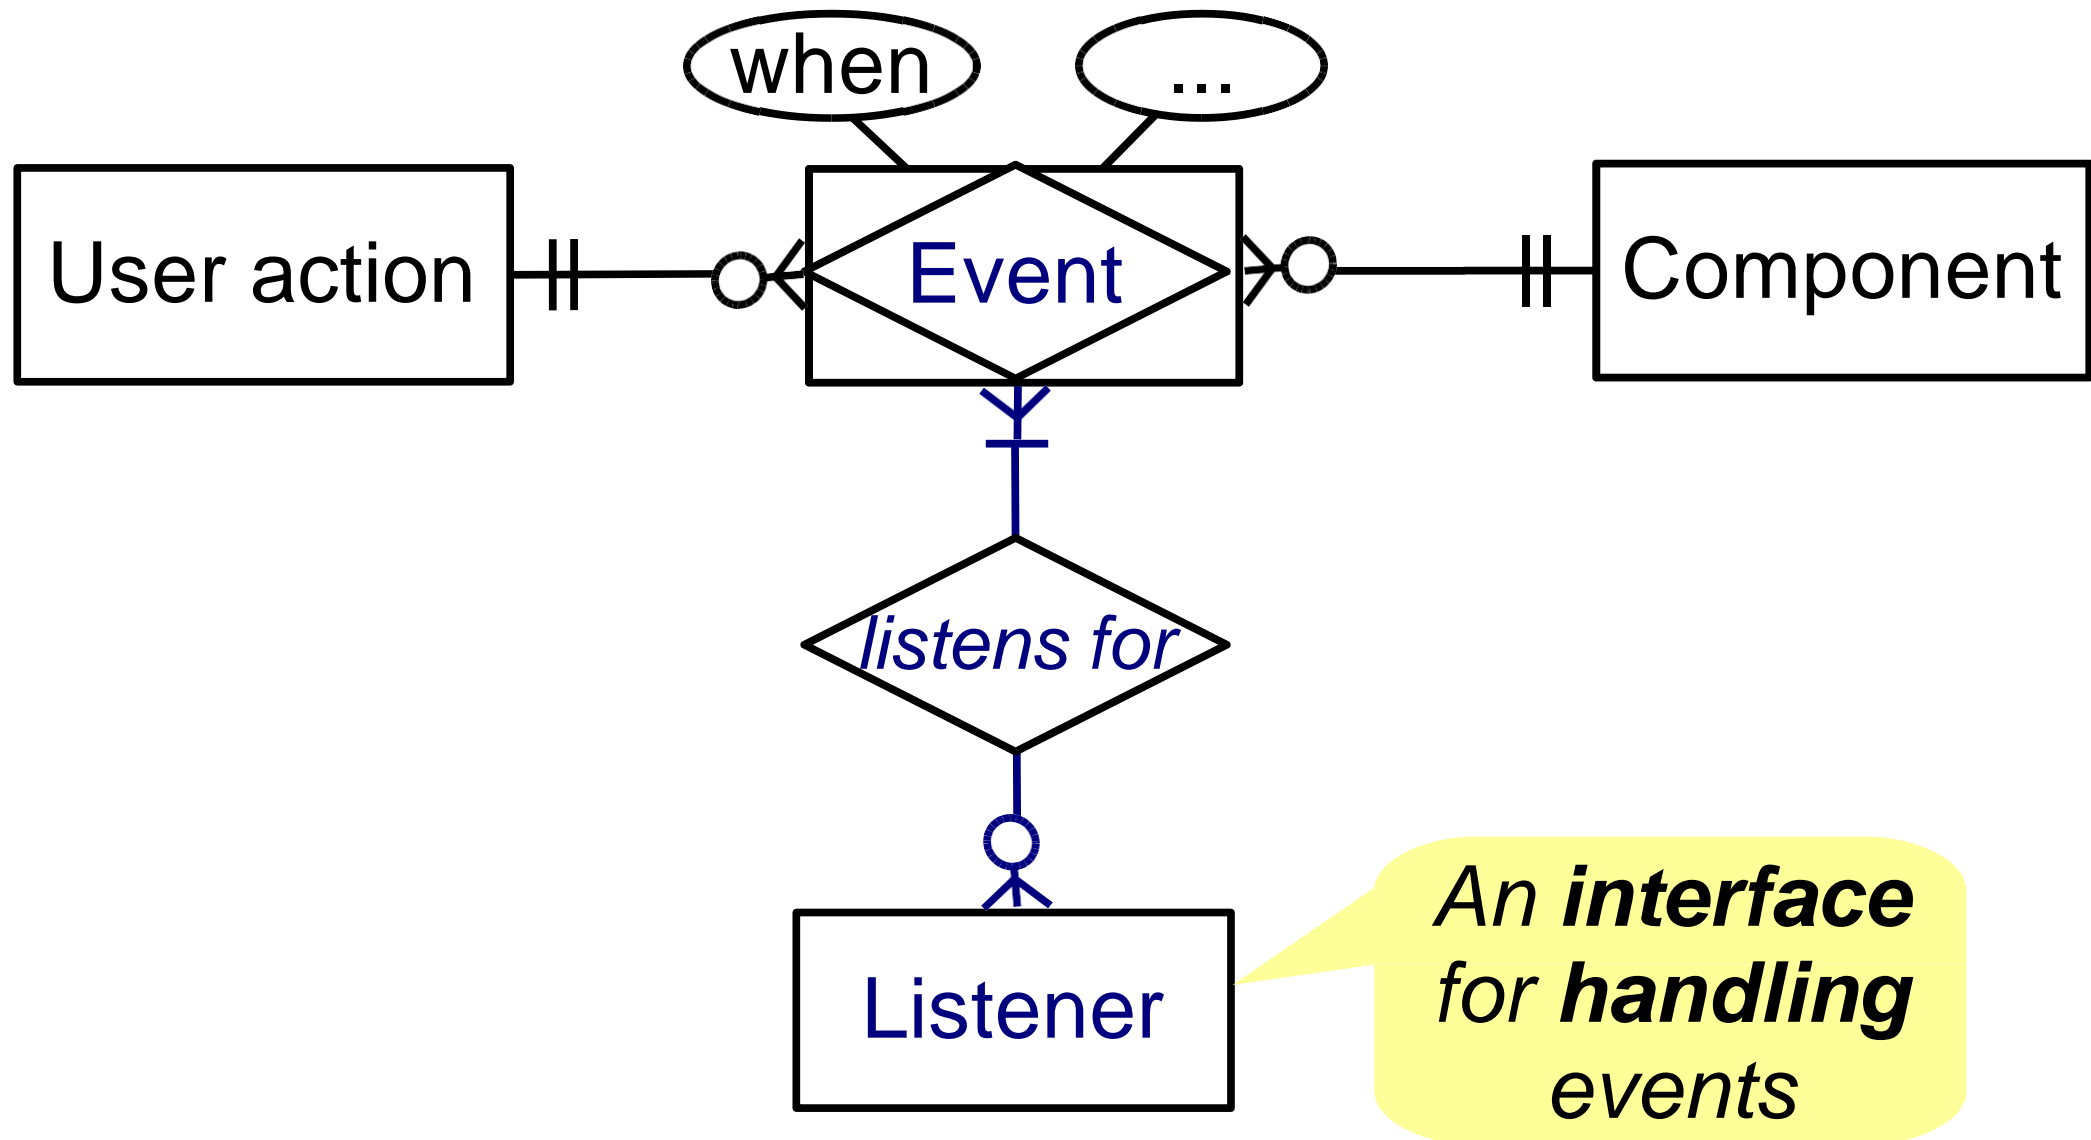 when
...
User action
Event
Component
listens for
Listener
An interface
for handling
events